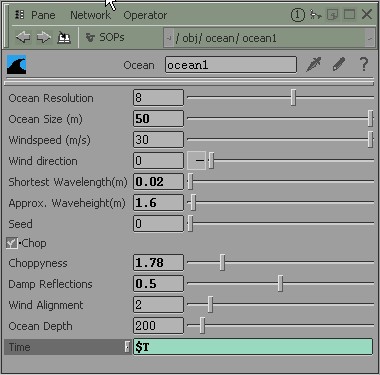 Pane Network Operator 1
SOPs / obj/ ocean/ ocean1
Ocean ocean1 ?
Ocean Resolution 8
Ocean Size (m) 50
Windspeed (m/s) 30
Wind direction 0
Shortest Wavelength(m) 0.02
Approx. Waveheight(m) 1.6
Seed 0
Chop
Choppyness 1.78
Damp Reflections 0.5
Wind Alignment 2
Ocean Depth 200
Time $T